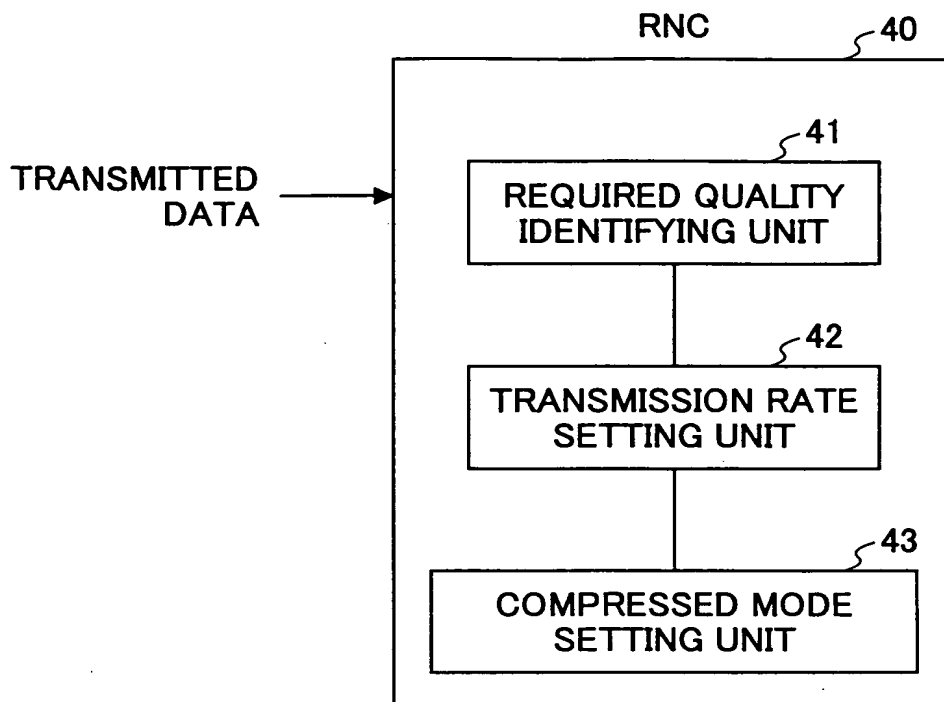 RNC
40
TRANSMITTED
DATA
41
REQUIRED QUALITY
IDENTIFYING UNIT
42
TRANSMISSION RATE
SETTING UNIT
43
COMPRESSED MODE
SETTING UNIT